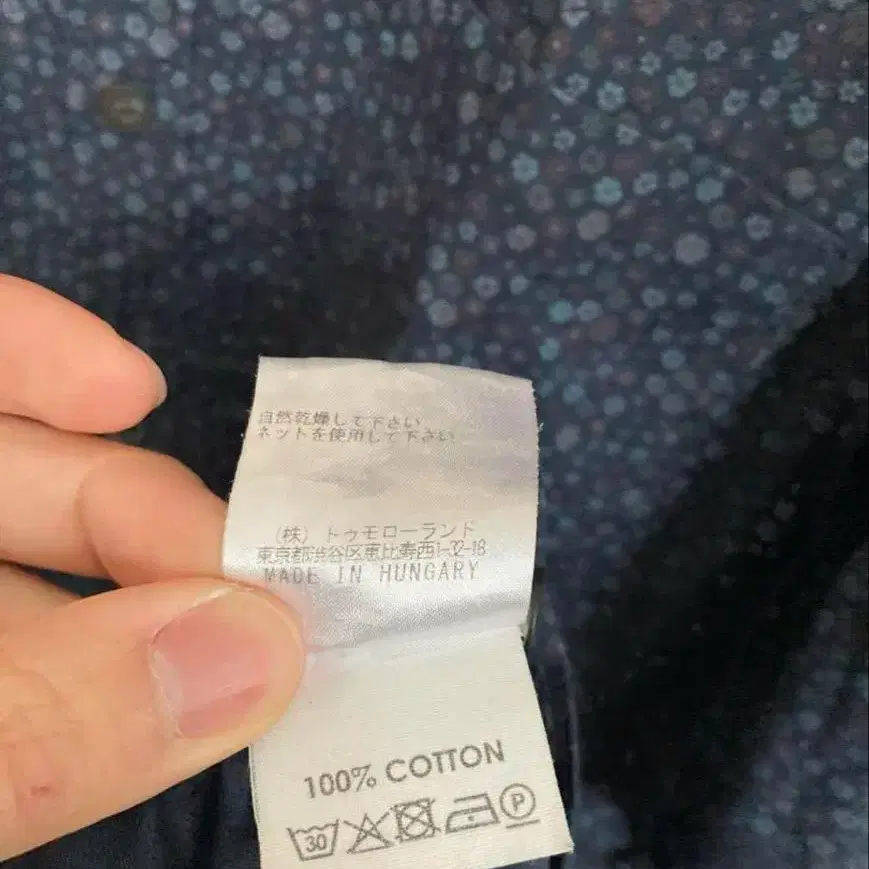 自然乾燥して下さい
ネットを使用して下さい
(株) トゥモローランド
東京都渋谷区恵比寿西1-32-18
MADE IN HUNGARY
100% COTTON
30
P